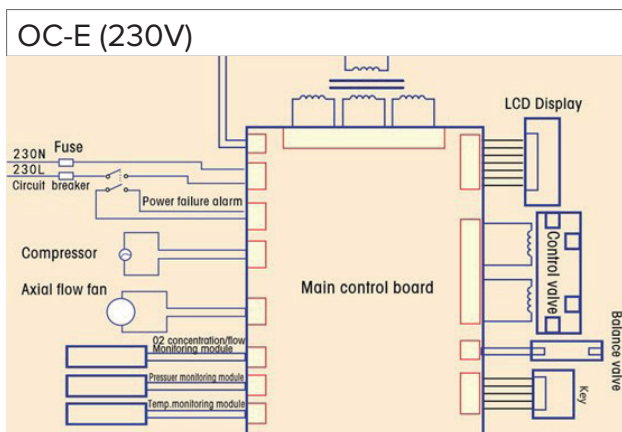 OC-E (230V)
LCD Display
230N Fuse
230L
Circuit breaker
Power failure alarm
Compressor
Control valve
Axial flow fan
Main control board
O2 concentration/flow
Monitoring module
Balance valve
Pressuer monitoring module
Temp.monitoring module
Key